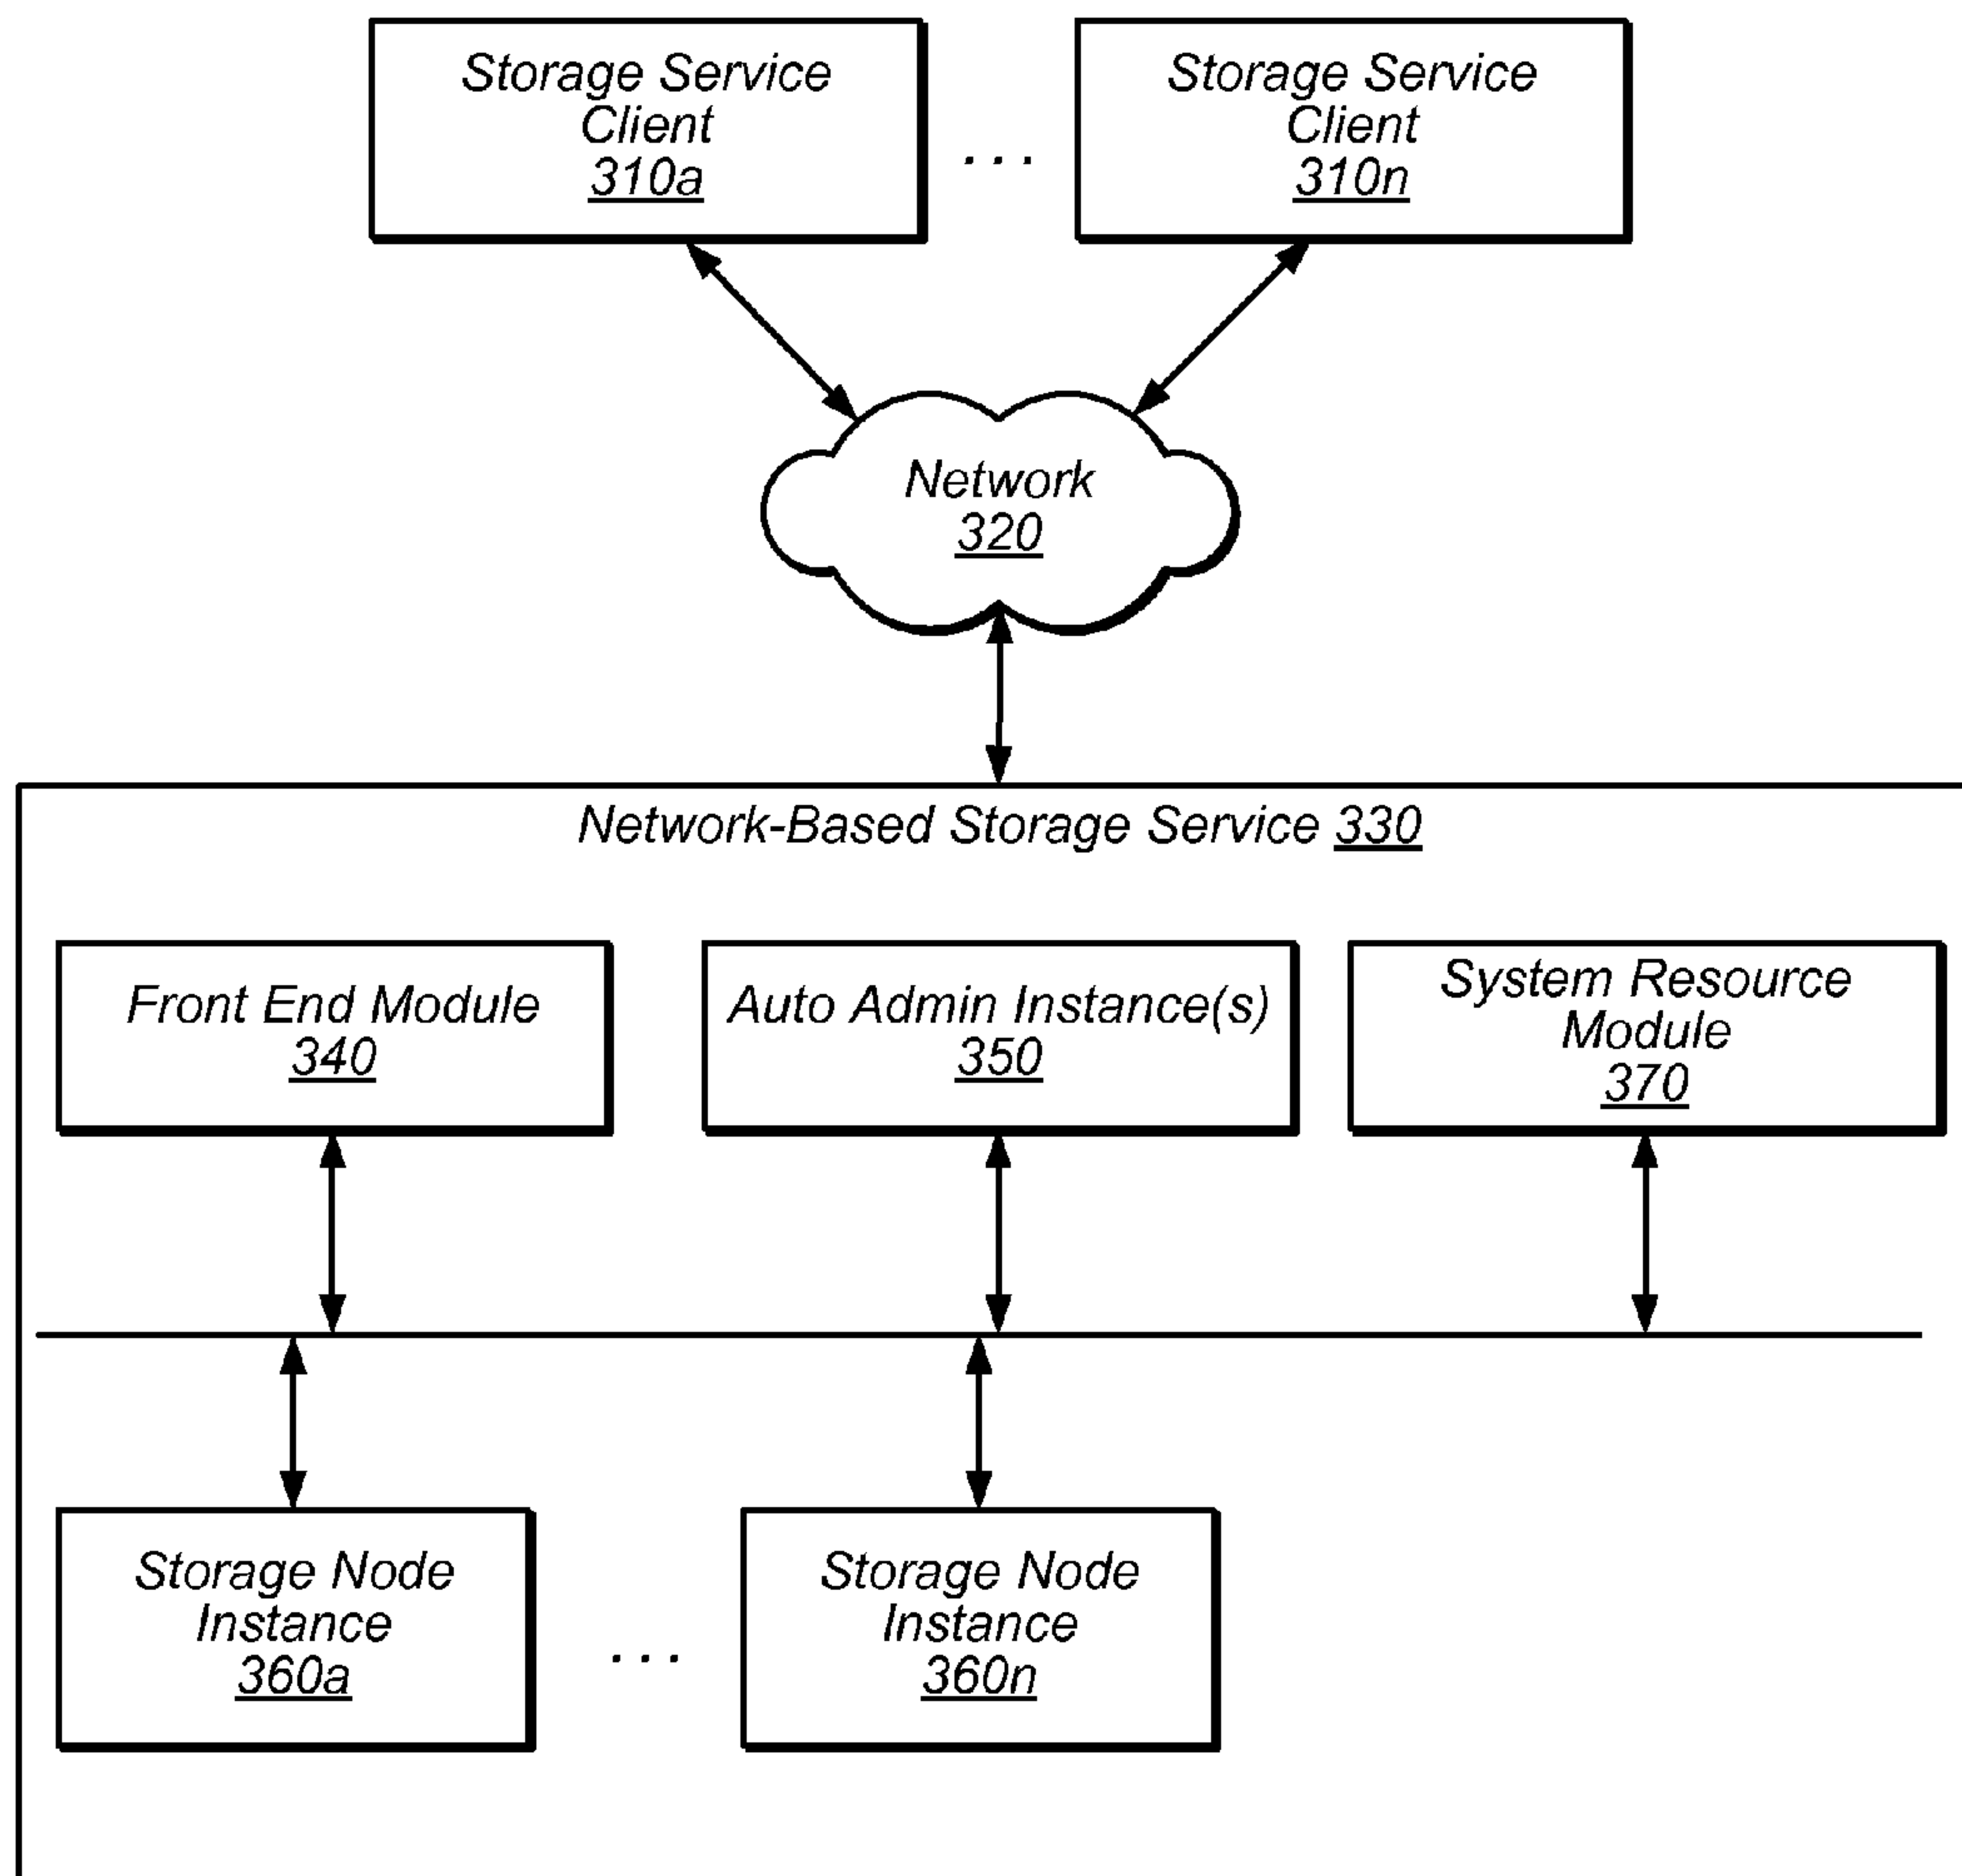 Storage Service
Client
310a
...
Storage Service
Client
310n
Network
320
Network-Based Storage Service 330
Front End Module
340
Auto Admin Instance(s)
350
System Resource
Module
370
Storage Node
Instance
360a
...
Storage Node
Instance
360n